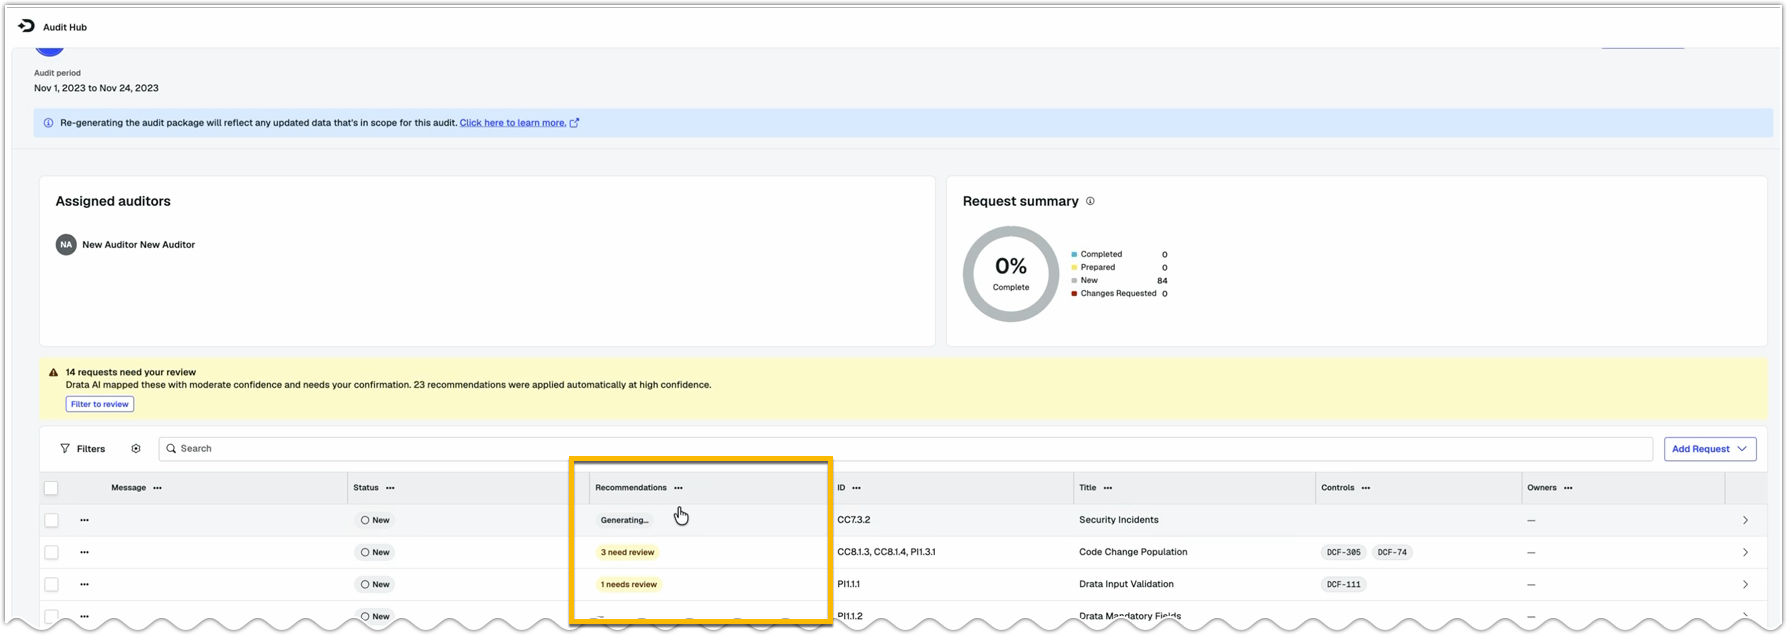 Audit Hub
Audit period
Nov 1, 2023 to Nov 24, 2023
Re-generating the audit package will reflect any updated data that's in scope for this audit. Click here to learn more.
Assigned auditors
NA New Auditor New Auditor
Request summary
0%
Complete
Completed 0
Prepared 0
New 84
Changes Requested 0
14 requests need your review
Drata AI mapped these with moderate confidence and needs your confirmation. 23 recommendations were applied automatically at high confidence.
Filter to review
Filters Search Add Request
Message Status Recommendations ID Title Controls Owners
New Generating... CC7.3.2 Security Incidents —
New 3 need review CC8.1.3, CC8.1.4, PI1.3.1 Code Change Population DCF-305 DCF-74 —
New 1 needs review PI1.1.1 Drata Input Validation DCF-111 —
New — PI1.1.2 Drata Mandatory Fields —